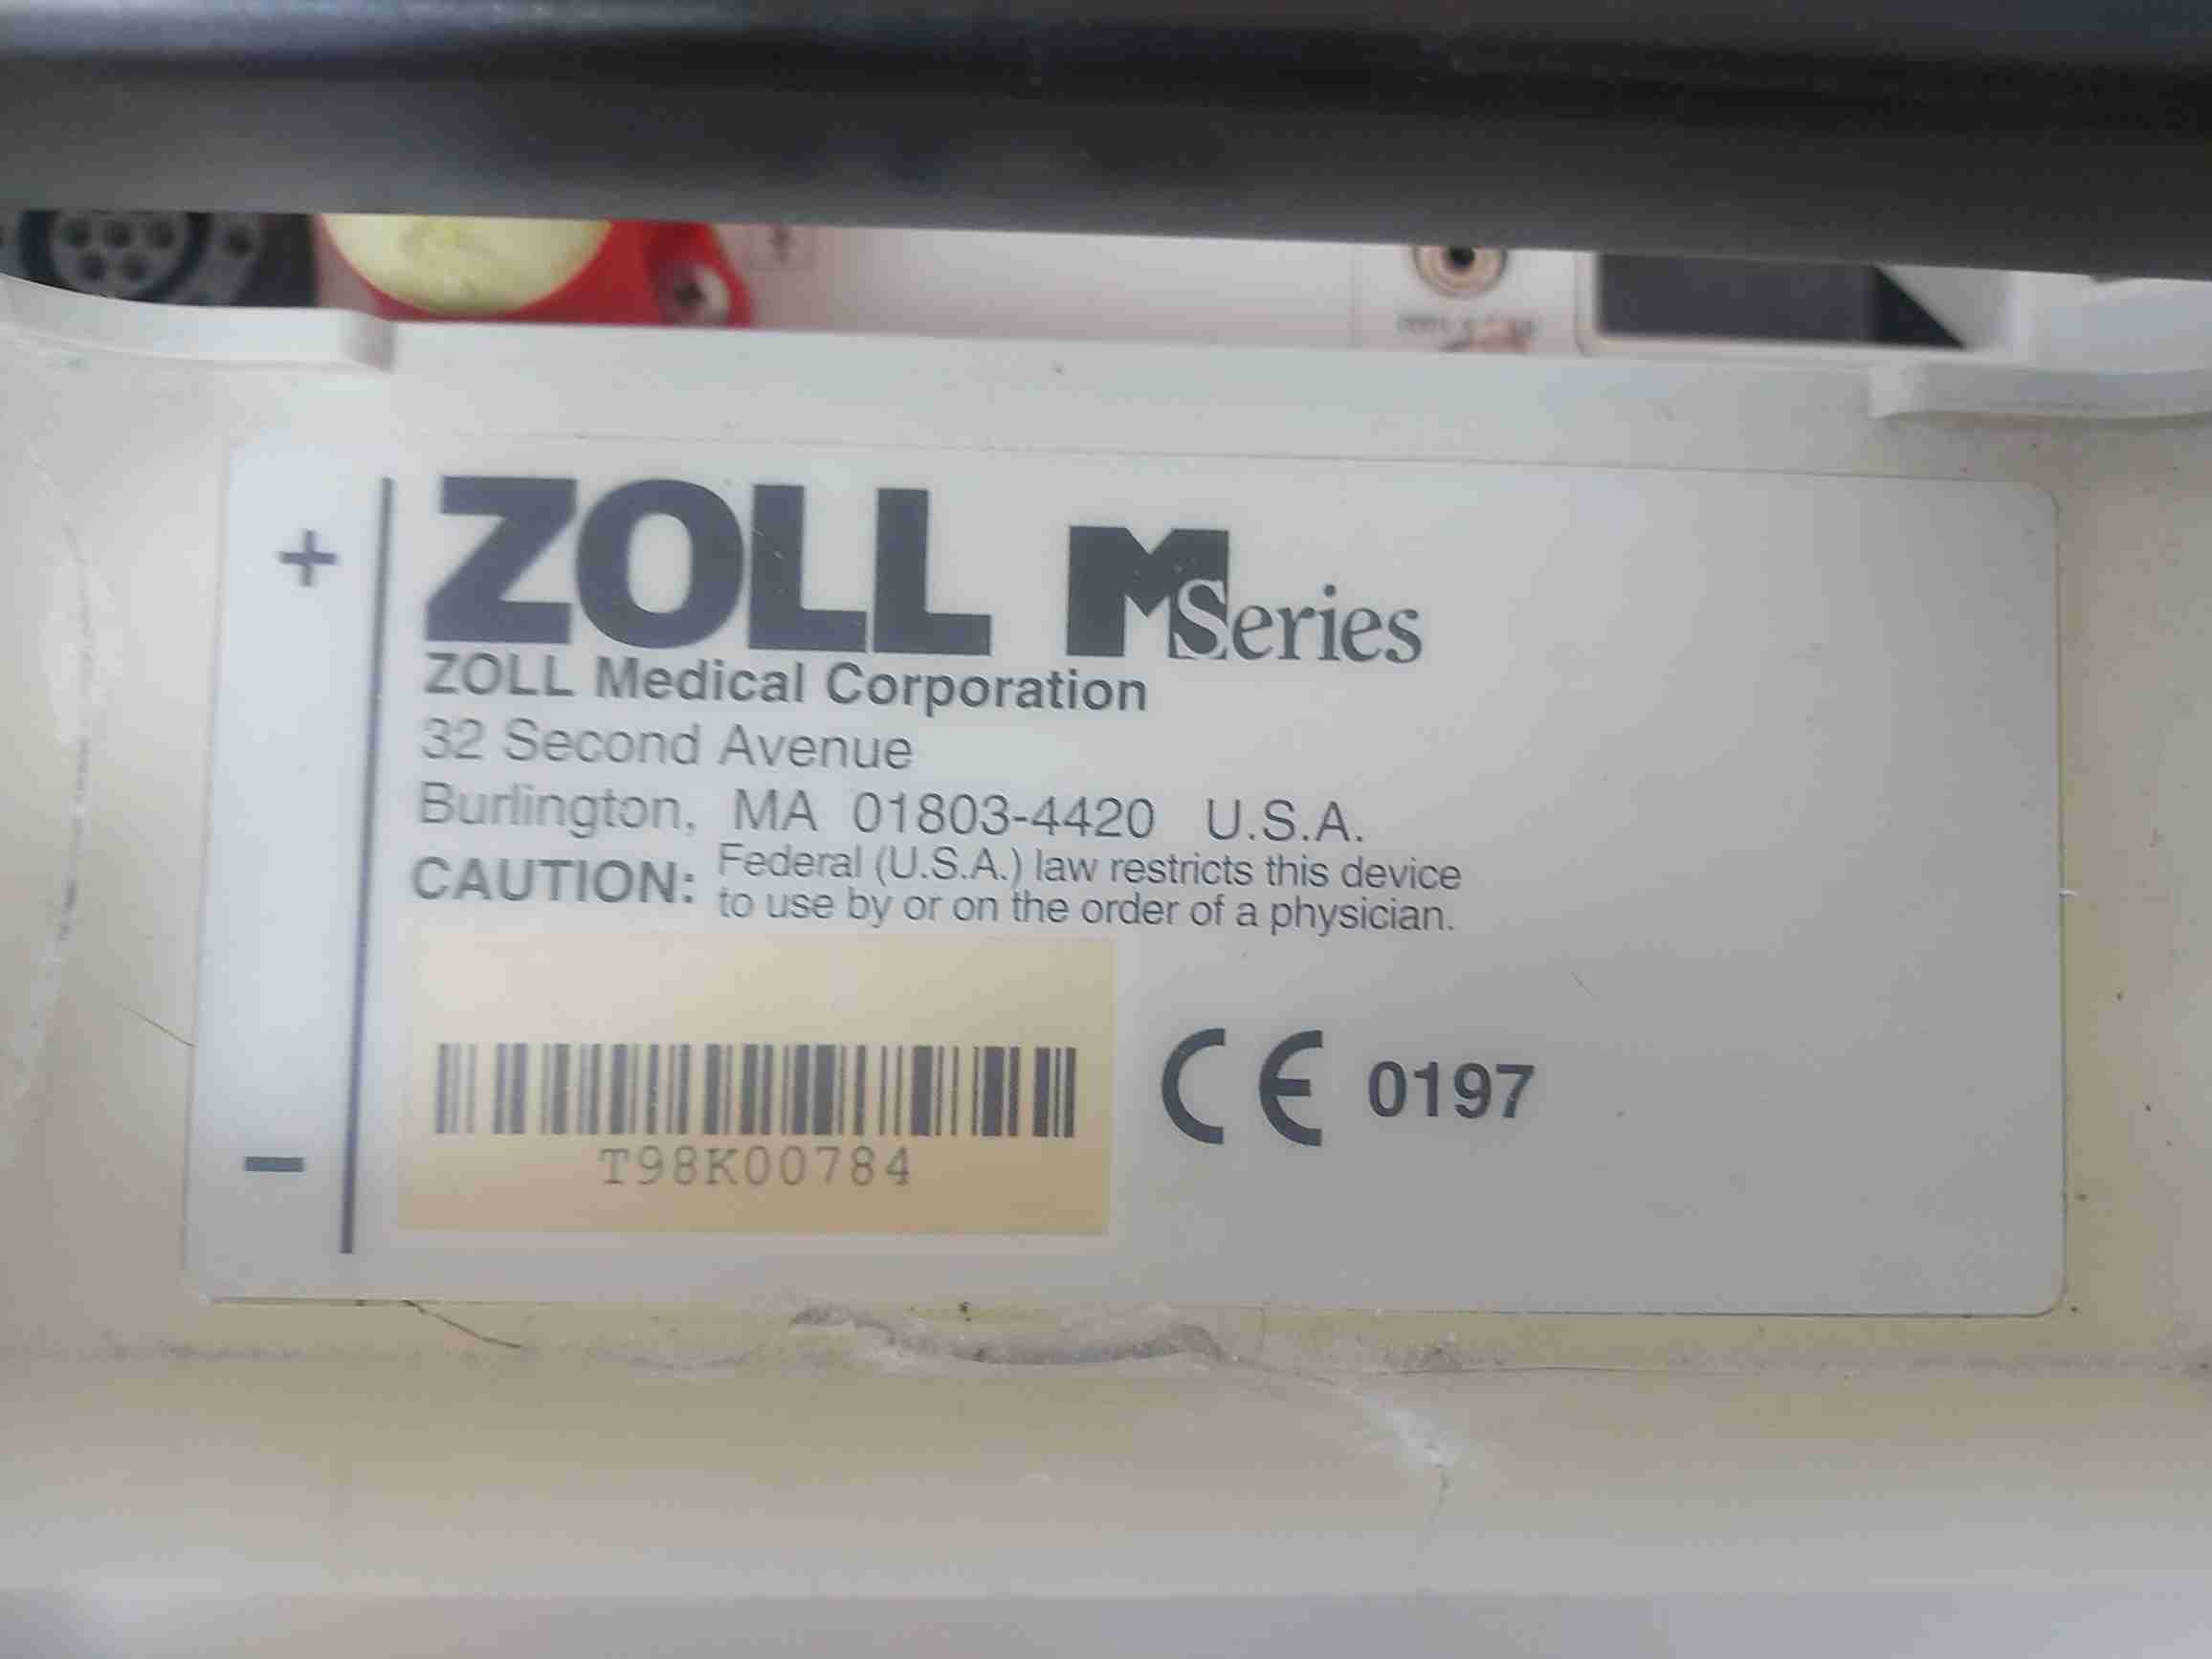 +
ZOLL M Series
ZOLL Medical Corporation
32 Second Avenue
Burlington, MA 01803-4420 U.S.A.
CAUTION: Federal (U.S.A.) law restricts this device
to use by or on the order of a physician.
CE 0197
T98K00784
−